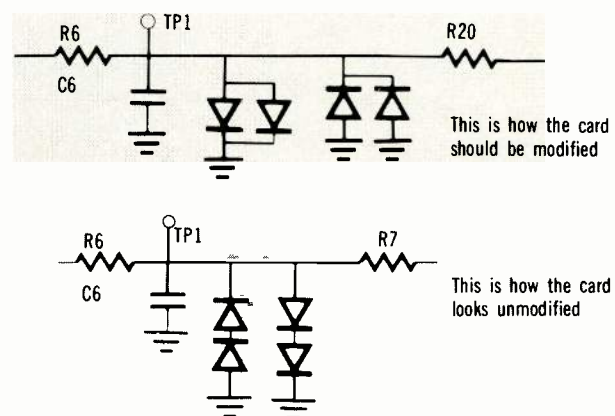 TP1
R6
R20
C6
This is how the card
should be modified
TP1
R6
R7
C6
This is how the card
looks unmodified